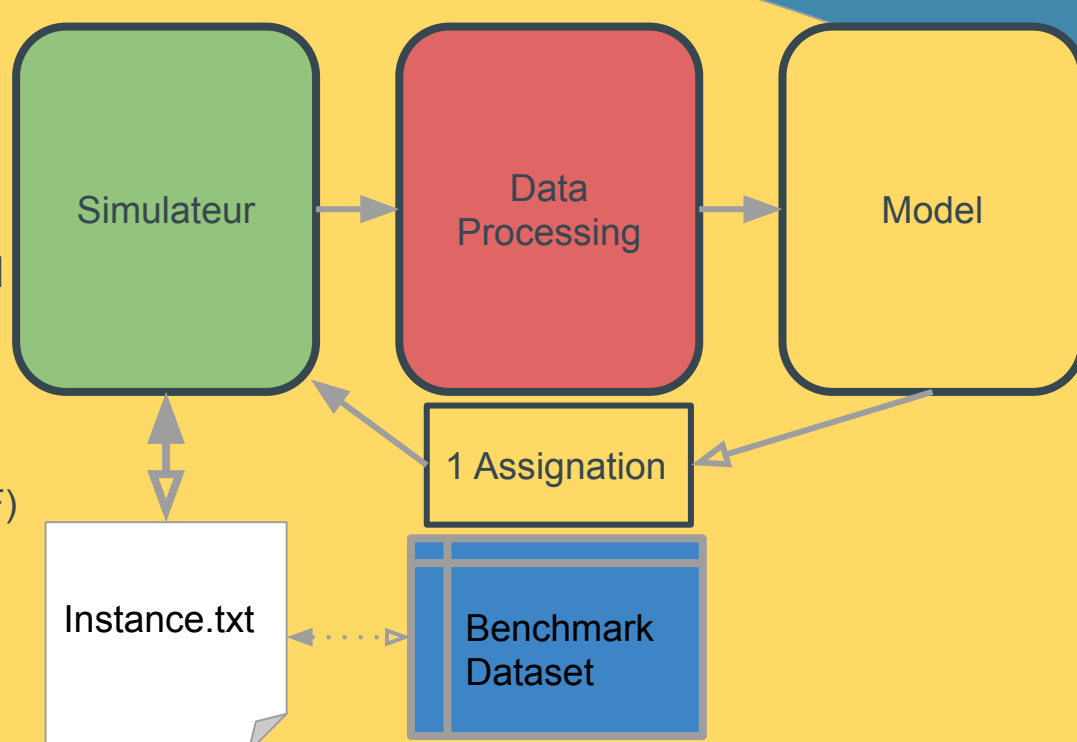 Simulateur
Data
Processing
Model
1 Assignation
)
Instance.txt
Benchmark
Dataset